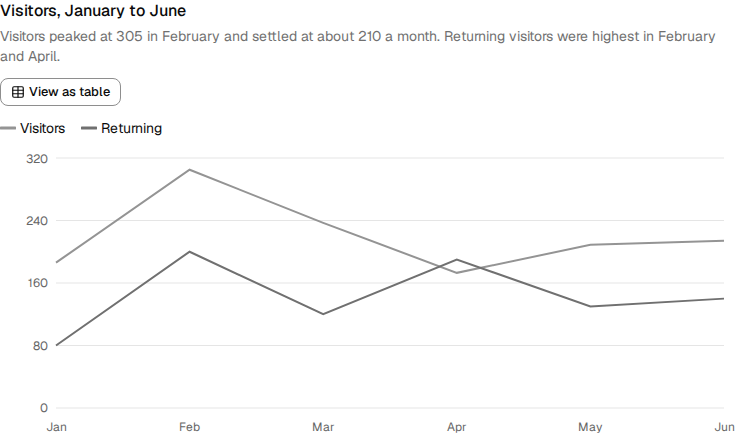 Visitors, January to June
Visitors peaked at 305 in February and settled at about 210 a month. Returning visitors were highest in February
and April.
View as table
Visitors Returning
320
240
160
80
0
Jan Feb Mar Apr May Jun